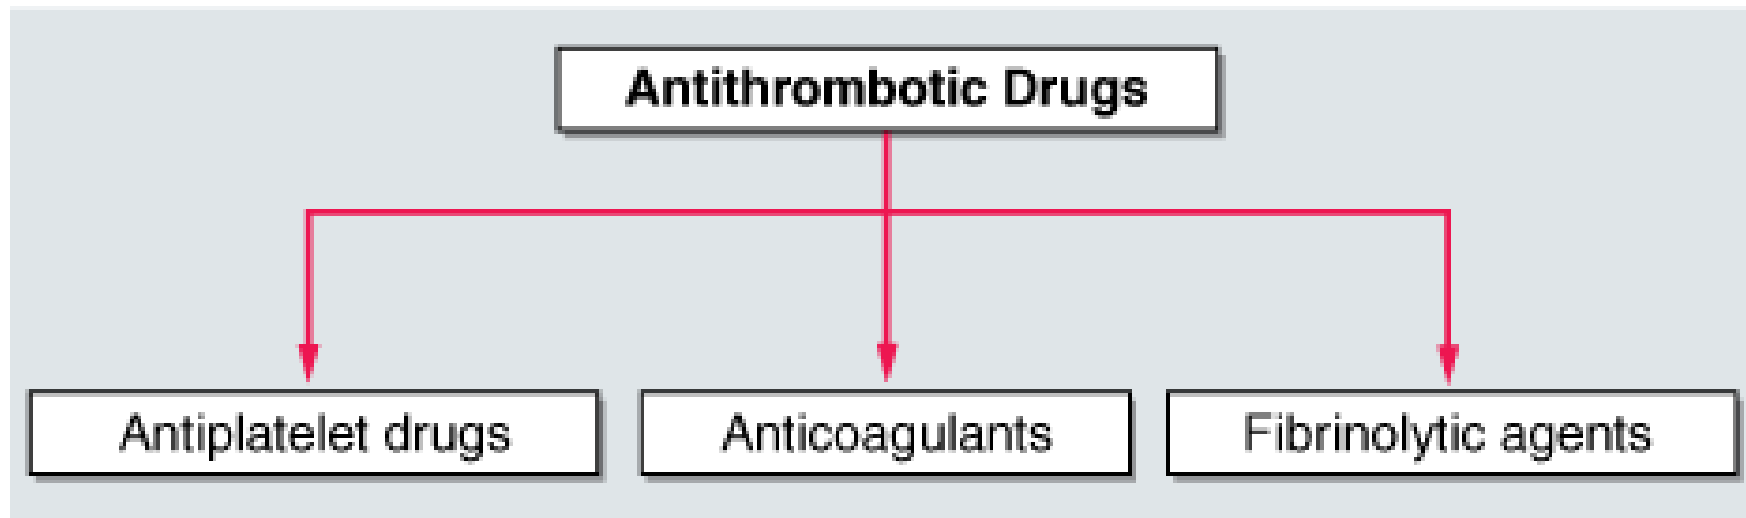 Antithrombotic Drugs
Antiplatelet drugs
Anticoagulants
Fibrinolytic agents